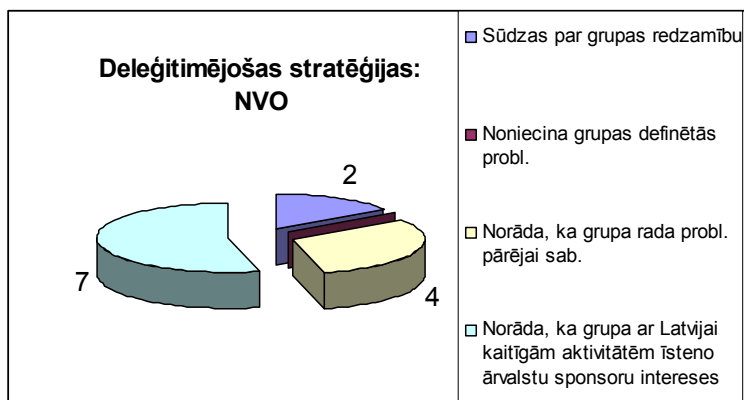 Deleģitimējošas stratēģijas:
NVO
2
4
7
Sūdzas par grupas redzamību
Noniecina grupas definētās
probl.
Norāda, ka grupa rada probl.
pārējai sab.
Norāda, ka grupa ar Latvijai
kaitīgām aktivitātēm īsteno
ārvalstu sponsoru intereses